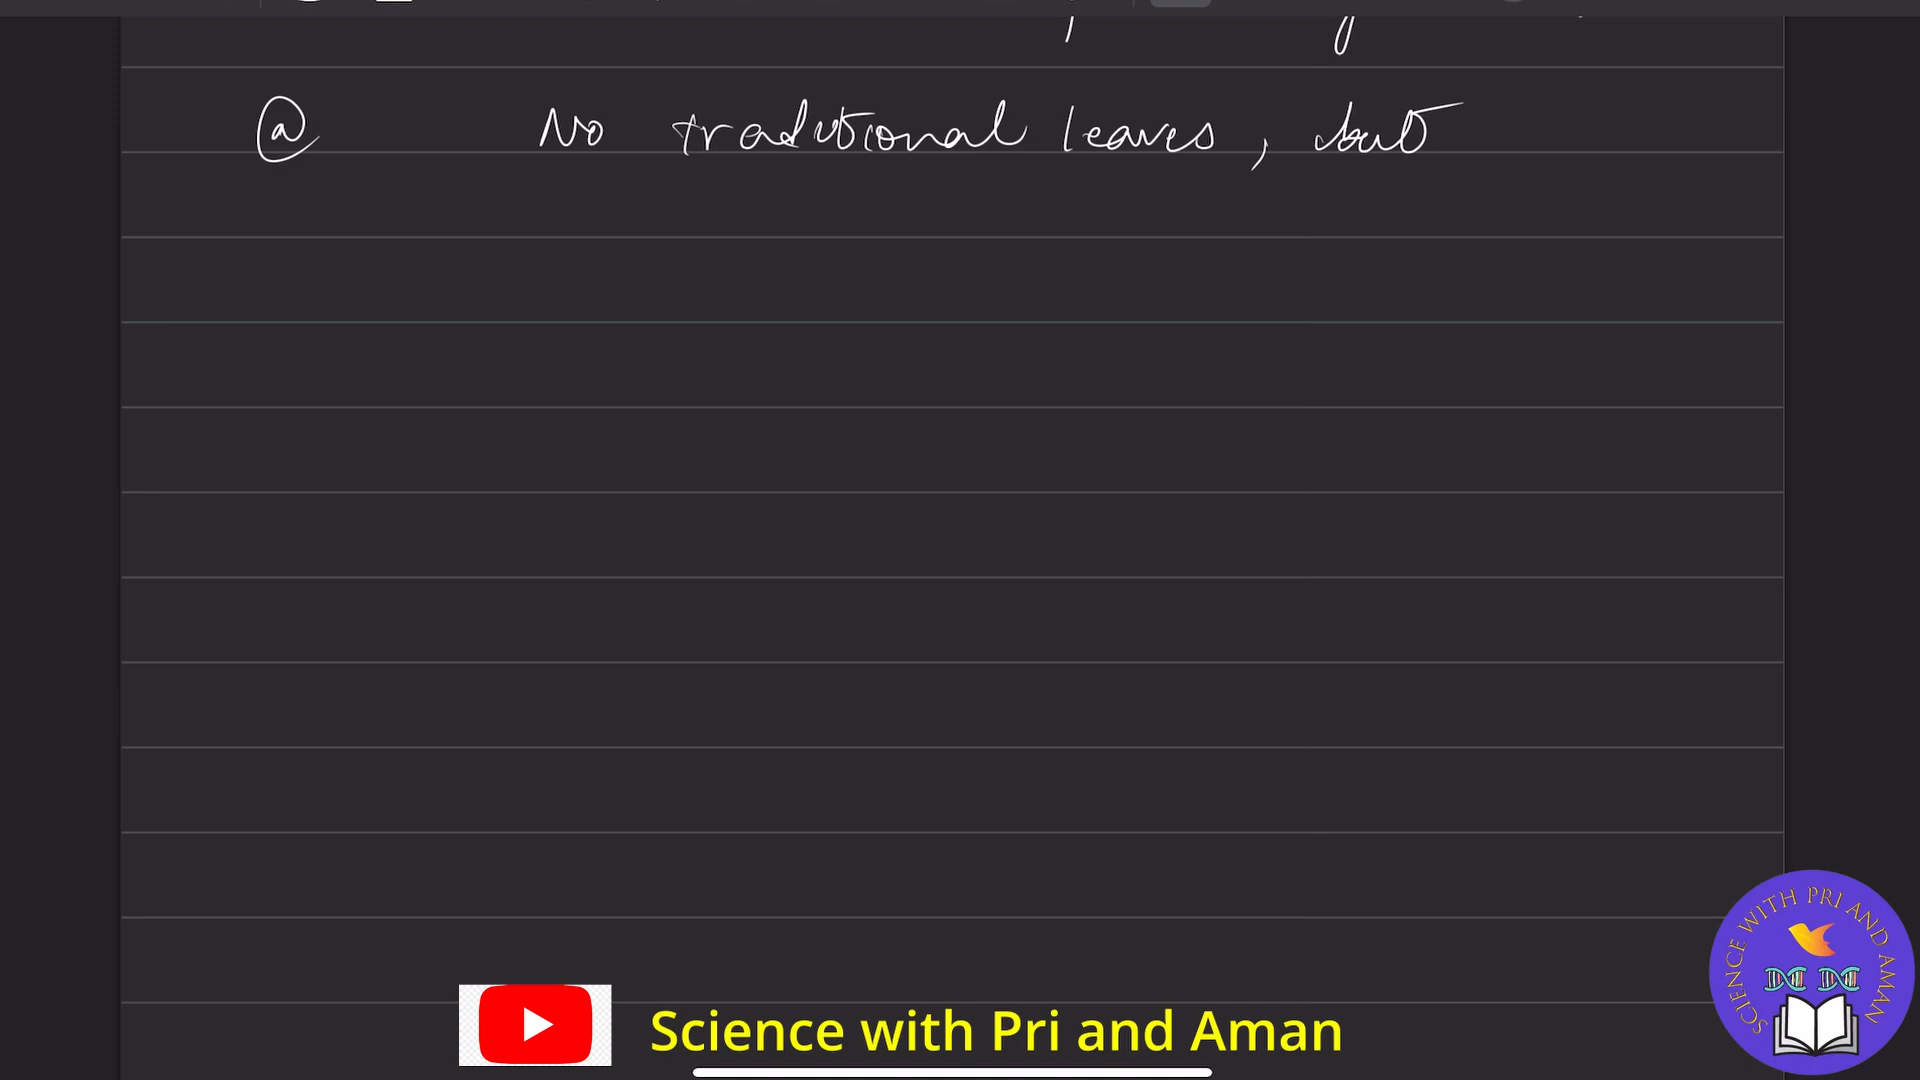 @ No traditional leaves, but
Science with Pri and Aman
SCIENCE WITH PRI AND AMAN